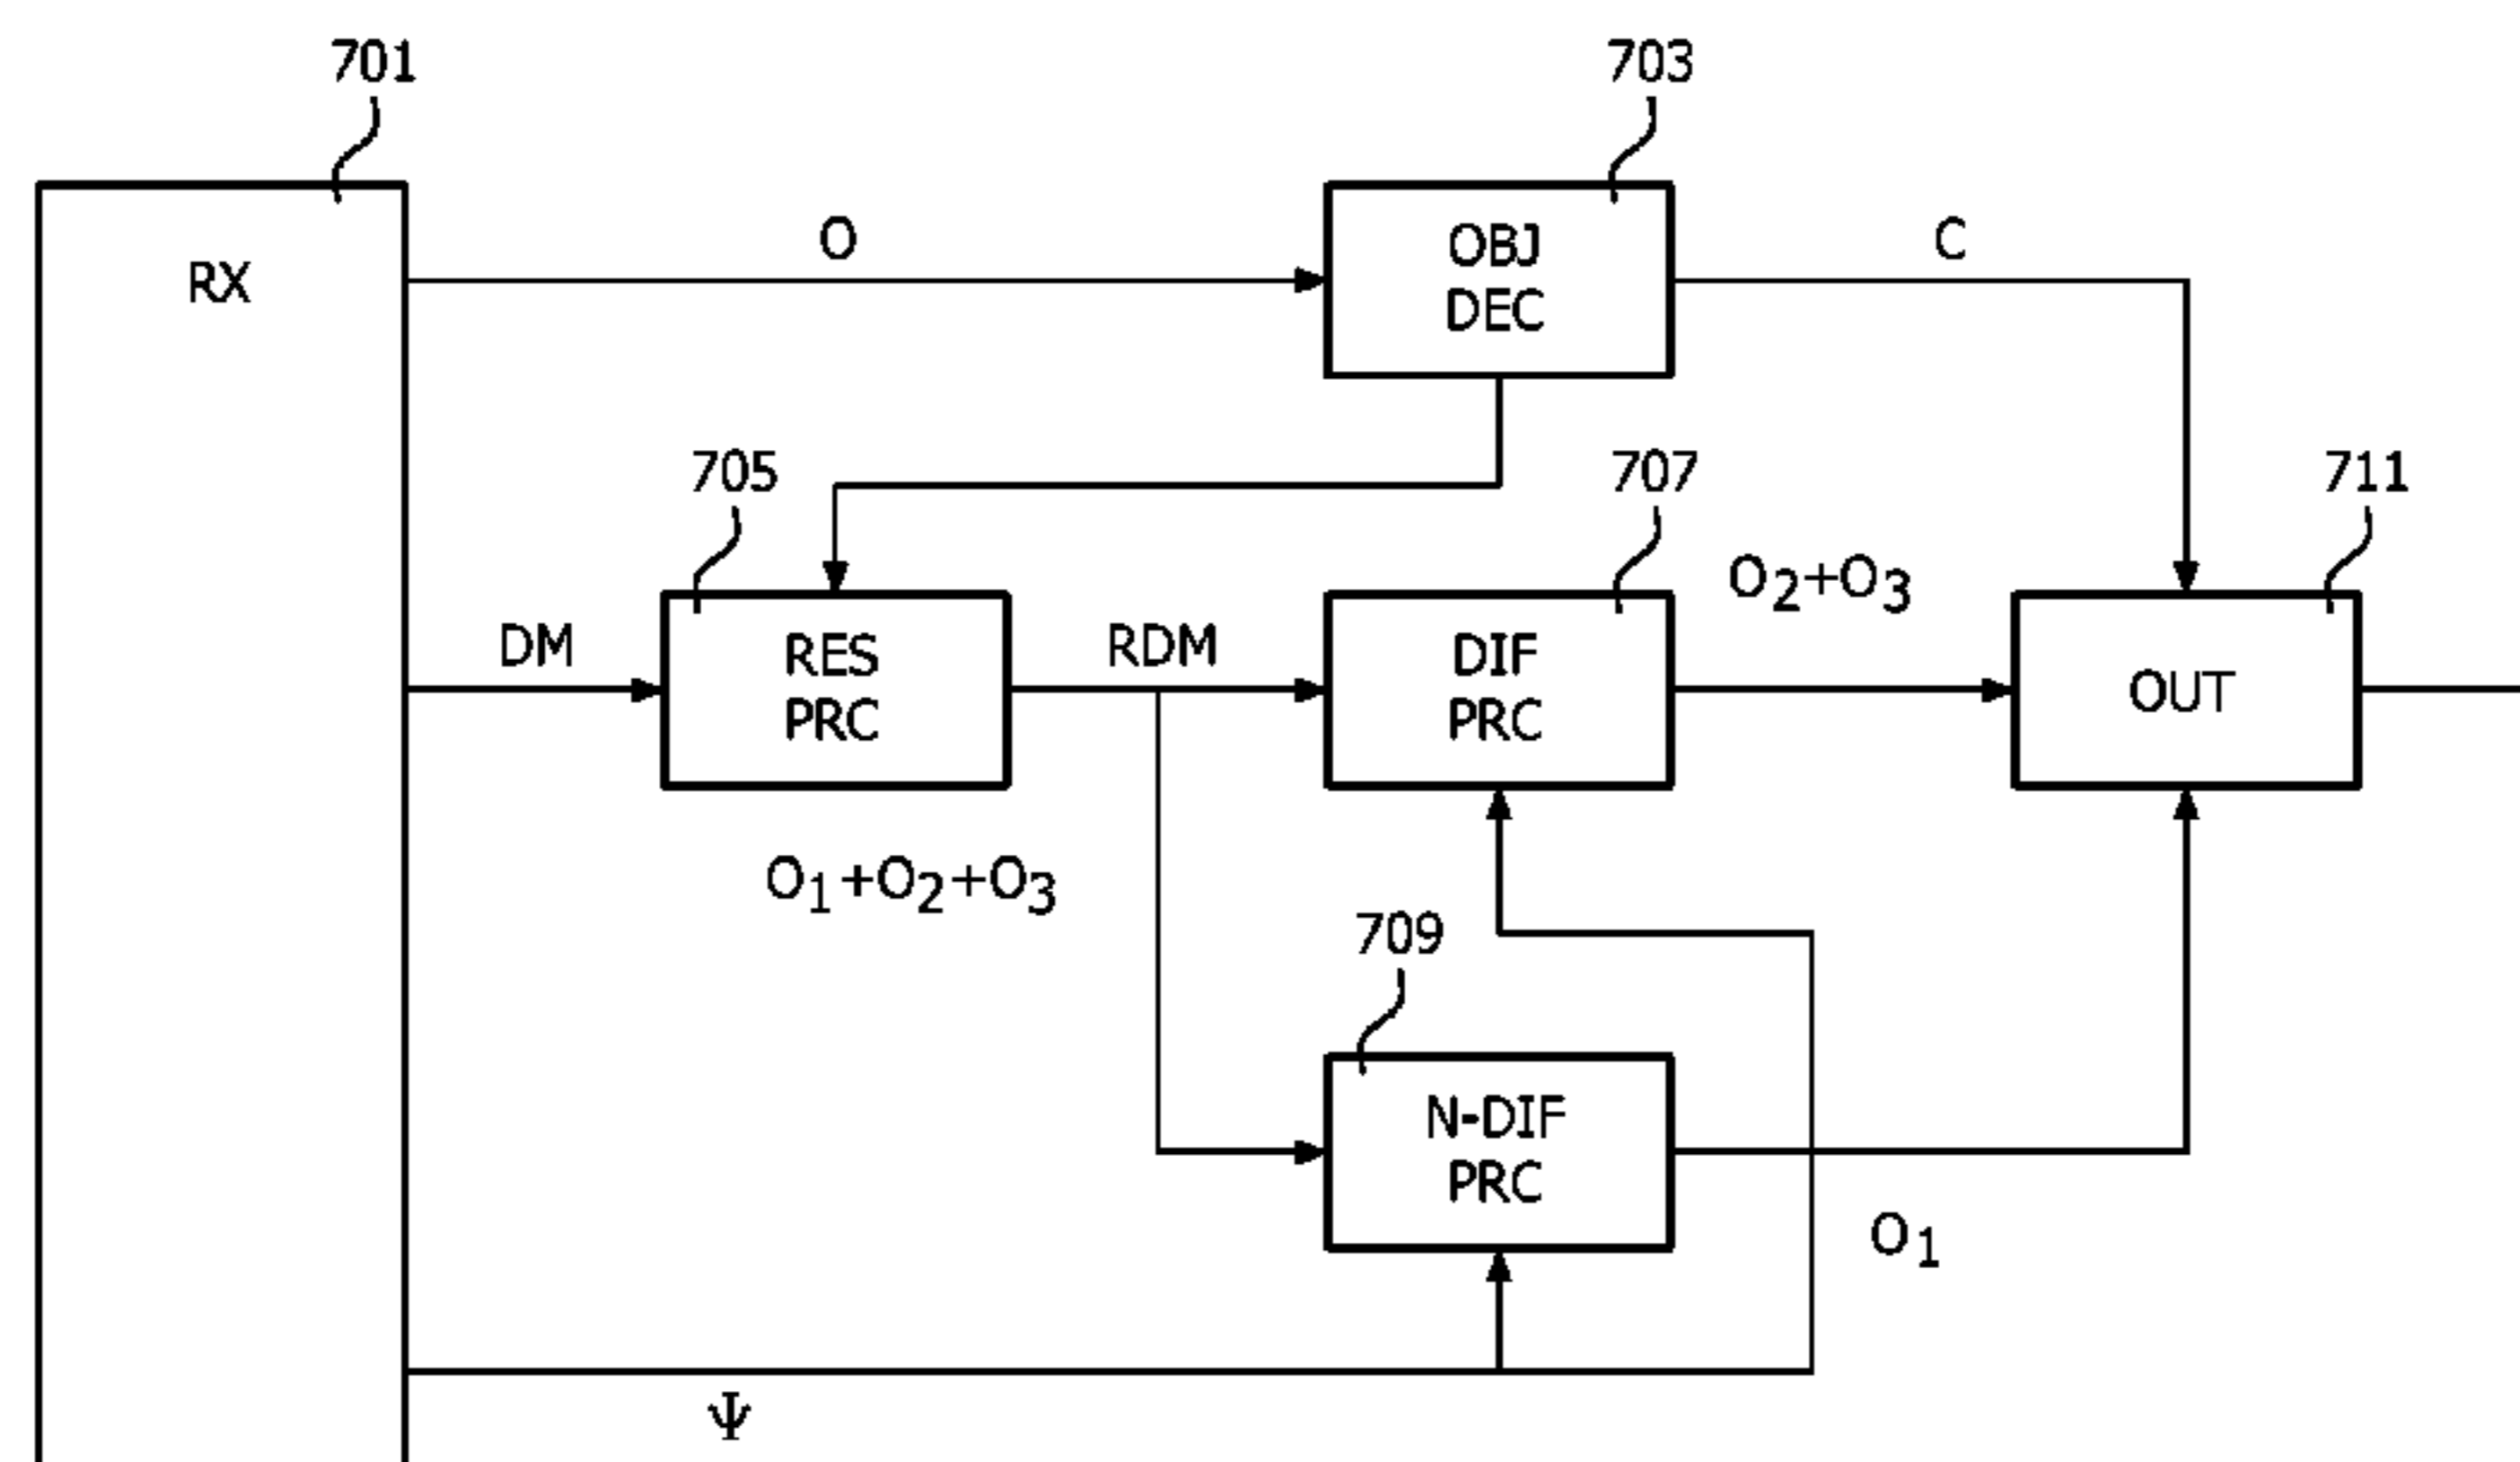 701
703
RX
O
OBJ
DEC
C
705
707
711
DM
RES
PRC
RDM
DIF
PRC
O2+O3
OUT
O1+O2+O3
709
N-DIF
PRC
O1
Ψ